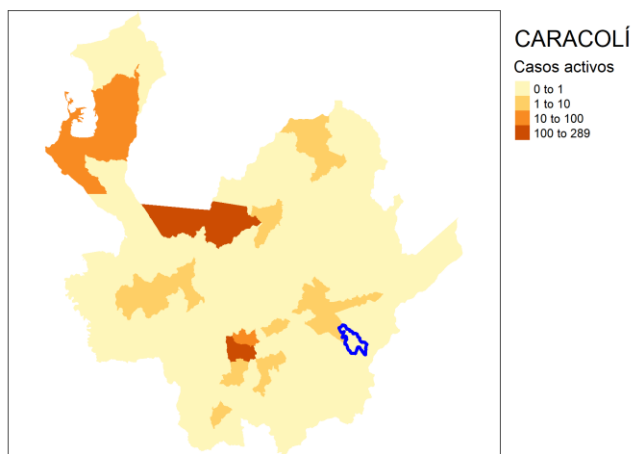 CARACOLÍ
Casos activos
0 to 1
1 to 10
10 to 100
100 to 289